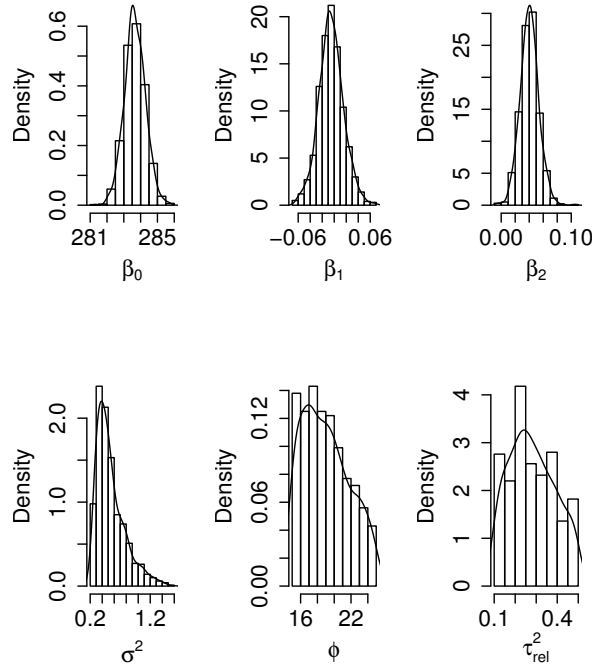 Density
0.0 0.2 0.4 0.6
281 285
β₀
Density
0 5 10 15 20
−0.06 0.06
β₁
Density
0 5 15 30
0.00 0.10
β₂
Density
0.0 1.0 2.0
0.2 1.2
σ²
Density
0.00 0.06 0.12
16 22
ϕ
Density
0 1 2 3 4
0.1 0.4
τ²rel